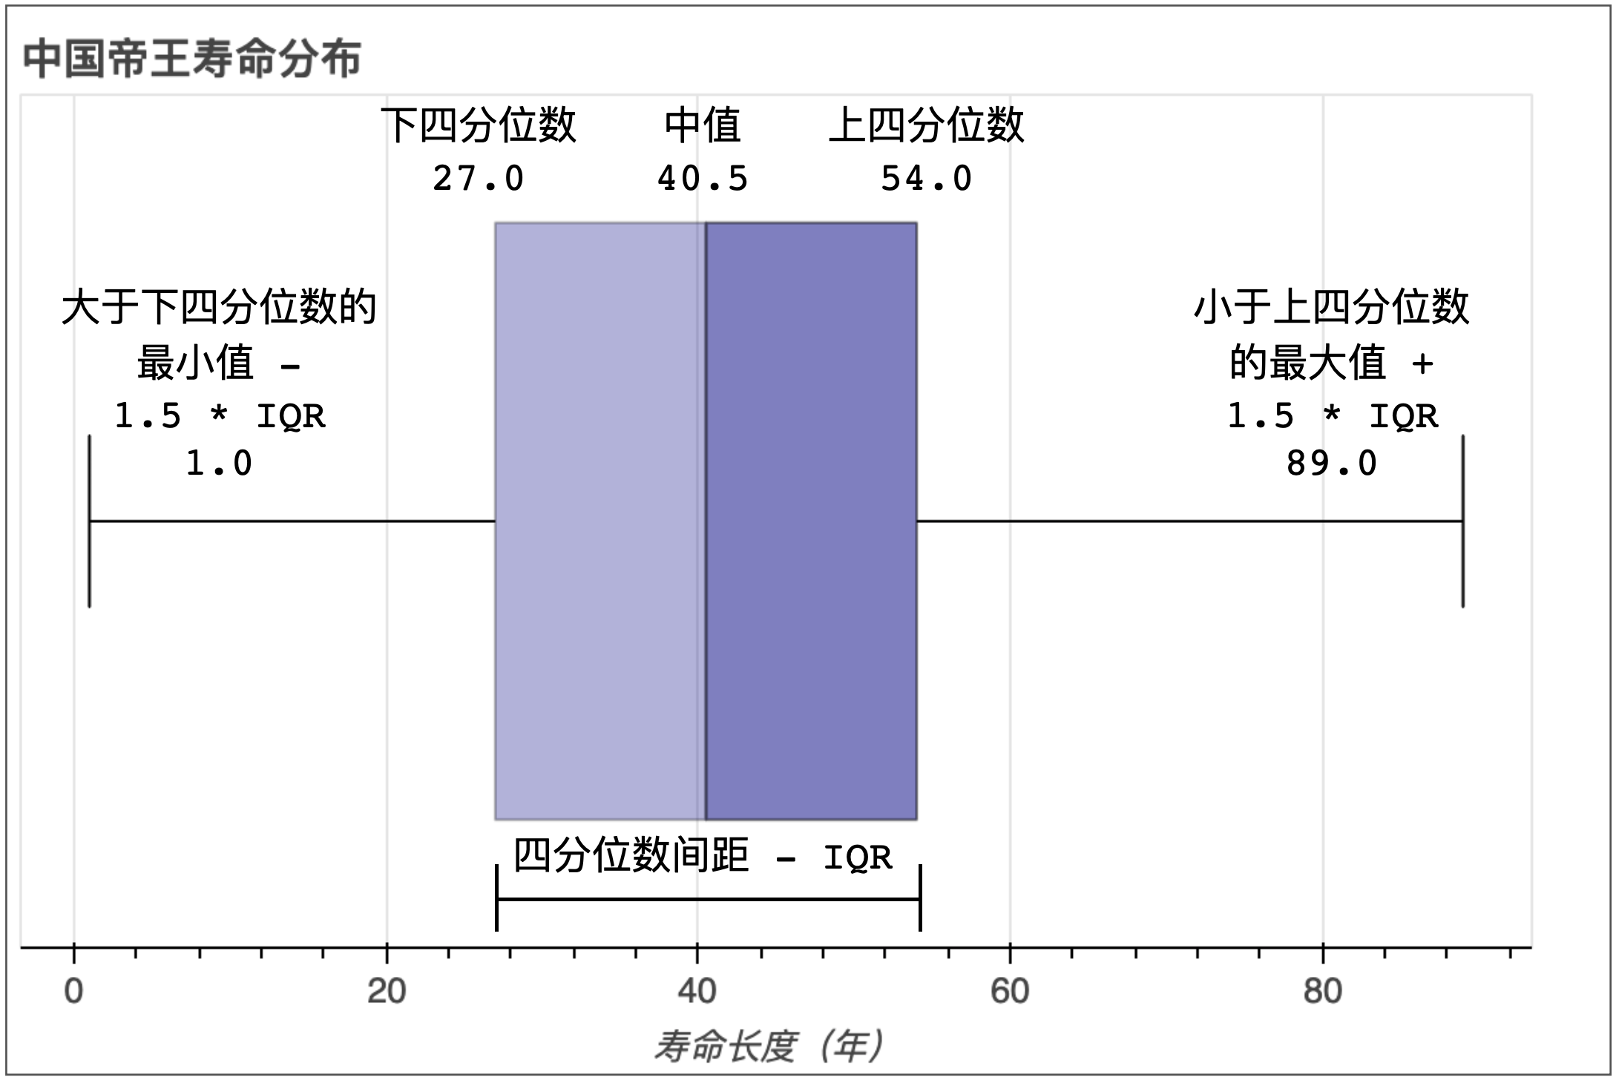 中国帝王寿命分布
下四分位数
27.0
中值
40.5
上四分位数
54.0
大于下四分位数的
最小值 -
1.5 * IQR
1.0
小于上四分位数
的最大值 +
1.5 * IQR
89.0
四分位数间距 - IQR
0 20 40 60 80
寿命长度（年）